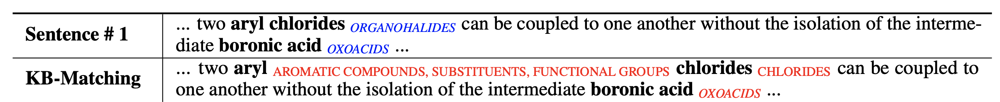 Sentence # 1
... two aryl chlorides ORGANOHALIDES can be coupled to one another without the isolation of the interme-
diate boronic acid OXOACIDS ...
KB-Matching
... two aryl AROMATIC COMPOUNDS, SUBSTITUENTS, FUNCTIONAL GROUPS chlorides CHLORIDES can be coupled to
one another without the isolation of the intermediate boronic acid OXOACIDS ...